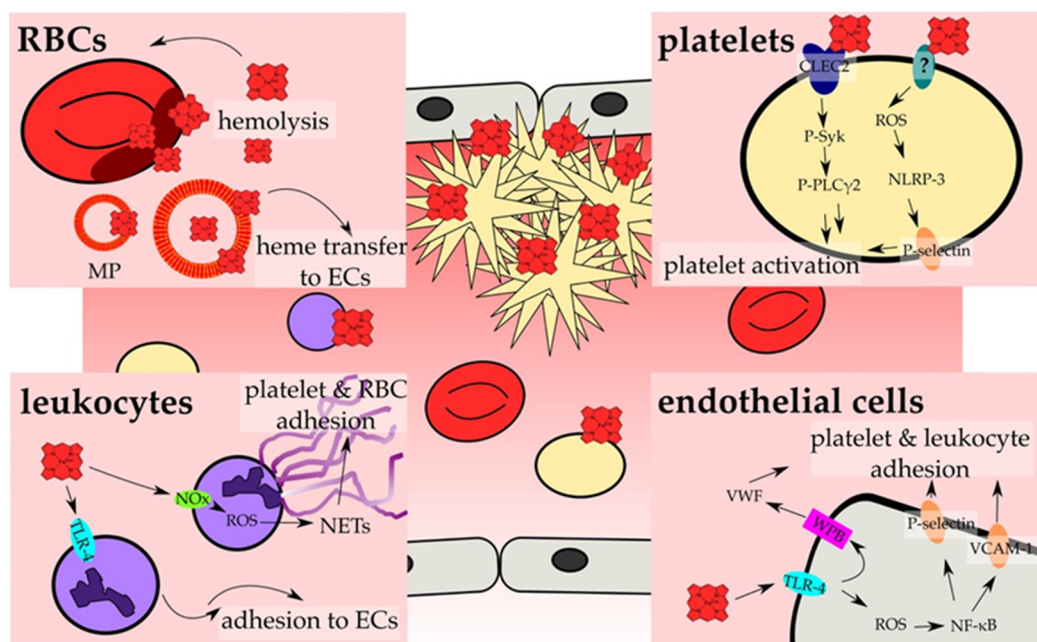 RBCs
hemolysis
MP
heme transfer
to ECs
platelets
CLEC2
?
P-Syk
ROS
P-PLCγ2
NLRP-3
P-selectin
platelet activation
leukocytes
platelet & RBC
adhesion
NOx
ROS
NETs
TLR-4
adhesion to ECs
endothelial cells
platelet & leukocyte
adhesion
VWF
WPB
P-selectin
VCAM-1
TLR-4
ROS
NF-κB